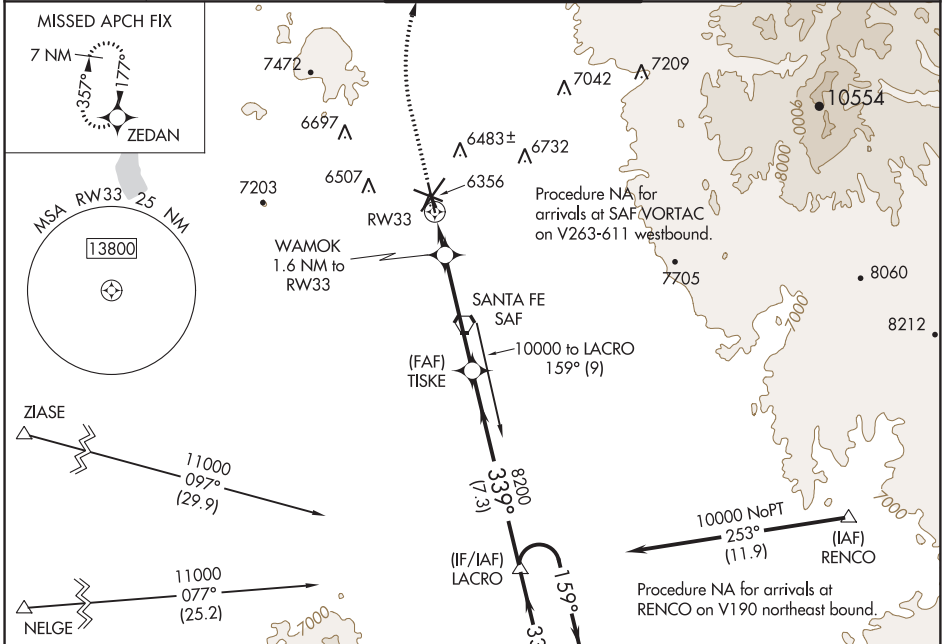 MISSED APCH FIX
7 NM
357°
177°
ZEDAN
MSA RW33 25 NM
13800
7472
6697
7203
6507
7042
7209
10554
9000
8000
6483±
6732
6356
RW33
Procedure NA for
arrivals at SAF VORTAC
on V263-611 westbound.
WAMOK
1.6 NM to
RW33
7705
8060
7000
8212
SANTA FE
SAF
10000 to LACRO
159° (9)
(FAF)
TISKE
ZIASE
11000
097°
(29.9)
8200
339°
(7.3)
7000
10000 NoPT
253°
(11.9)
(IAF)
RENCO
(IF/IAF)
LACRO
159°
11000
077°
(25.2)
NELGE
Procedure NA for arrivals at
RENCO on V190 northeast bound.
7000